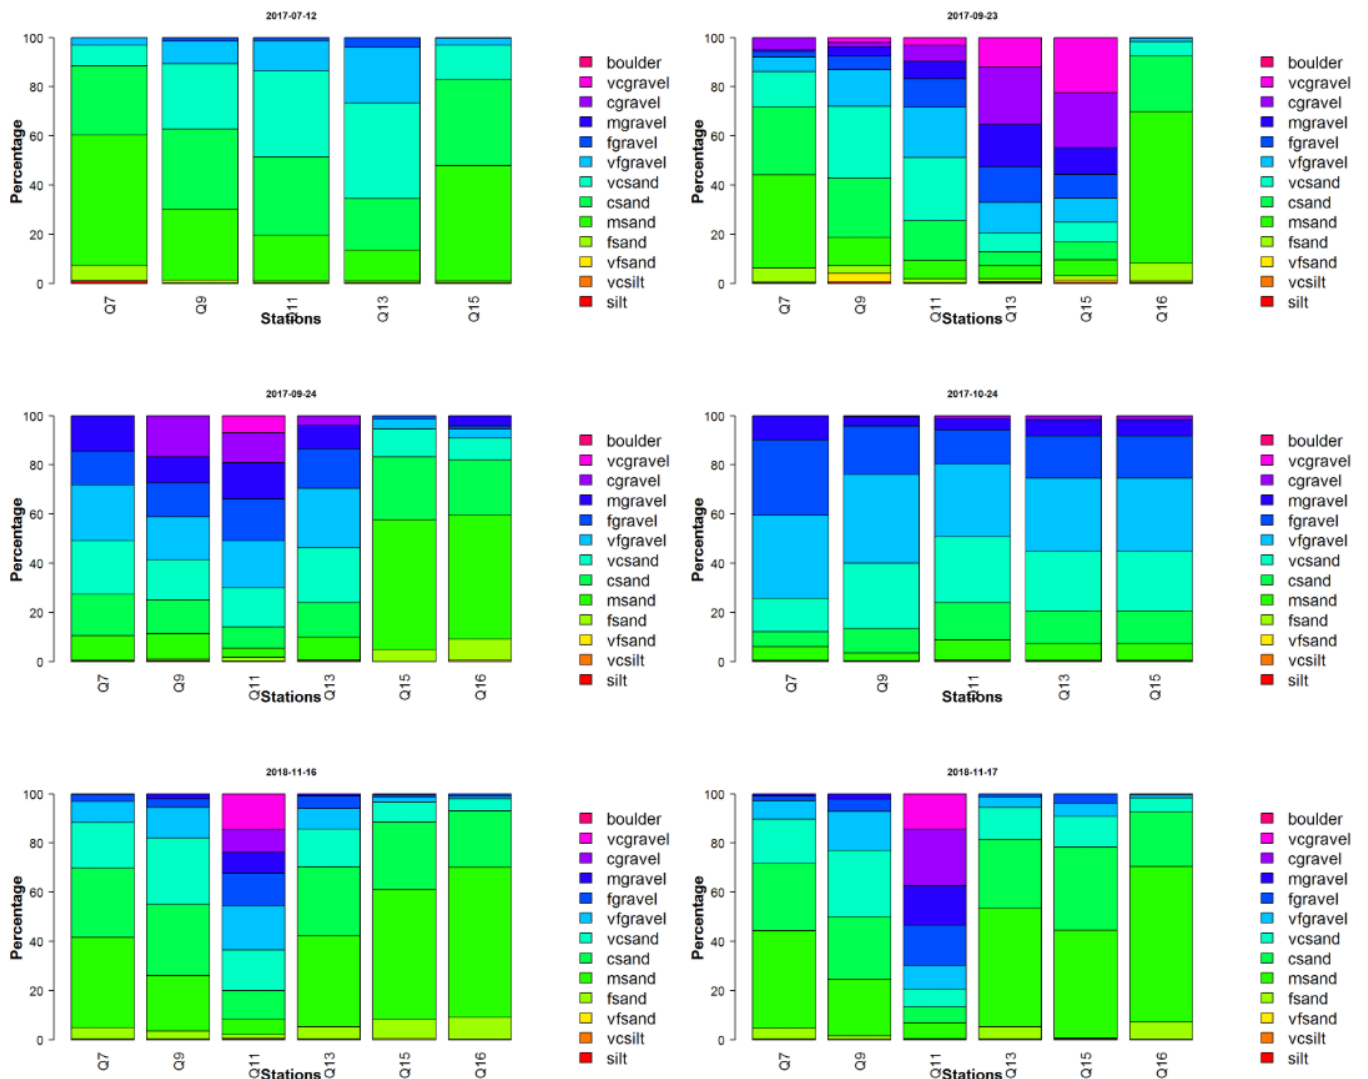 2017-07-12
Percentage
100
80
60
40
20
0
Q7 Q9 Q11 Q13 Q15
Stations
boulder
vcgravel
cgravel
mgravel
fgravel
vfgravel
vcsand
csand
msand
fsand
vfsand
vcsilt
silt
2017-09-23
Percentage
100
80
60
40
20
0
Q7 Q9 Q11 Q13 Q15 Q16
Stations
boulder
vcgravel
cgravel
mgravel
fgravel
vfgravel
vcsand
csand
msand
fsand
vfsand
vcsilt
silt
2017-09-24
Percentage
100
80
60
40
20
0
Q7 Q9 Q11 Q13 Q15 Q16
Stations
boulder
vcgravel
cgravel
mgravel
fgravel
vfgravel
vcsand
csand
msand
fsand
vfsand
vcsilt
silt
2017-10-24
Percentage
100
80
60
40
20
0
Q7 Q9 Q11 Q13 Q15
Stations
boulder
vcgravel
cgravel
mgravel
fgravel
vfgravel
vcsand
csand
msand
fsand
vfsand
vcsilt
silt
2018-11-16
Percentage
100
80
60
40
20
0
Q7 Q9 Q11 Q13 Q15 Q16
Stations
boulder
vcgravel
cgravel
mgravel
fgravel
vfgravel
vcsand
csand
msand
fsand
vfsand
vcsilt
silt
2018-11-17
Percentage
100
80
60
40
20
0
Q7 Q9 Q11 Q13 Q15 Q16
Stations
boulder
vcgravel
cgravel
mgravel
fgravel
vfgravel
vcsand
csand
msand
fsand
vfsand
vcsilt
silt